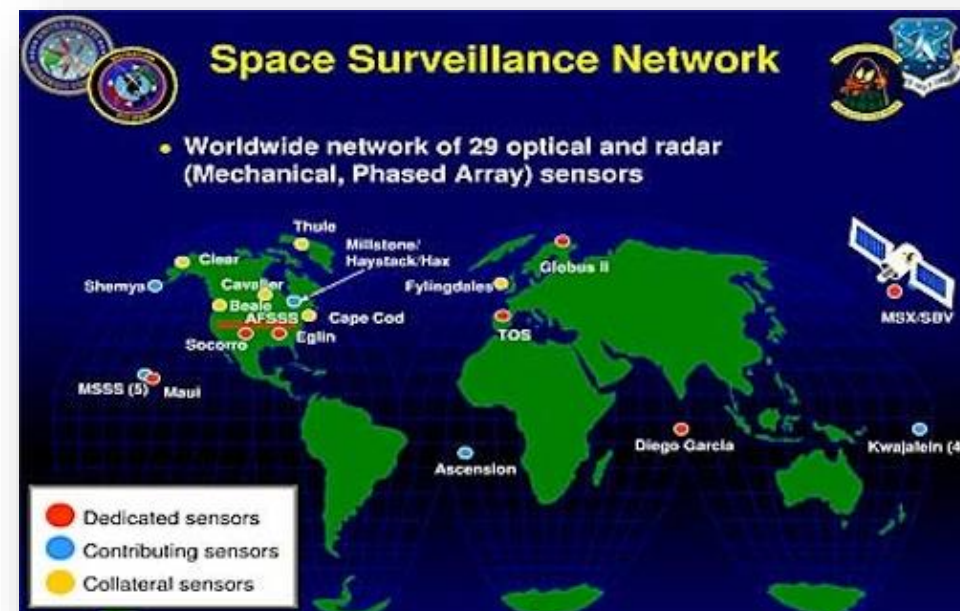 Space Surveillance Network
• Worldwide network of 29 optical and radar
(Mechanical, Phased Array) sensors
Thule
Millstone/
Haystack/Hax
Clear
Globus II
Shemya
Cavalier
Fylingdales
Beale
AFSSS
Cape Cod
MSX/SBV
Socorro
Eglin
TOS
MSSS (5)
Maui
Diego Garcia
Kwajalein (4
Ascension
Dedicated sensors
Contributing sensors
Collateral sensors